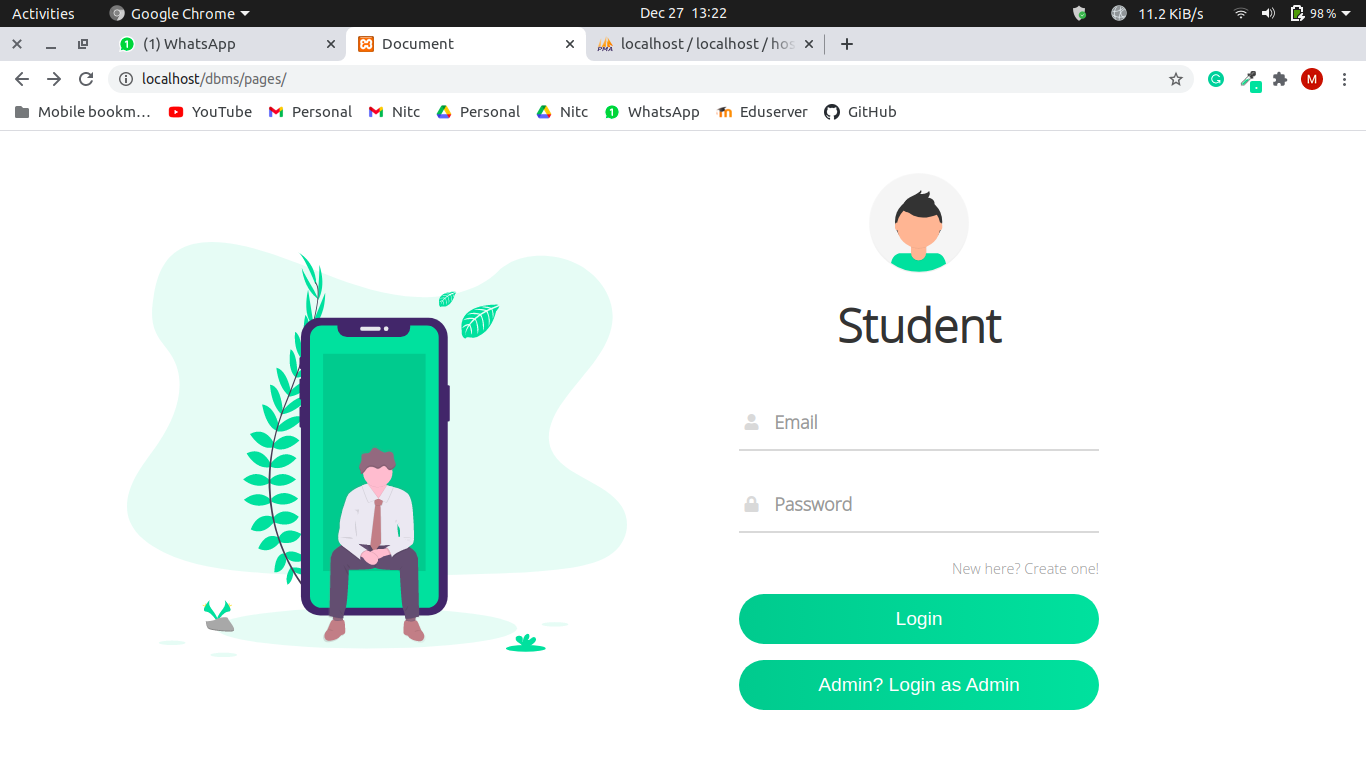 Activities Google Chrome Dec 27 13:22 11.2 KiB/s 98%
(1) WhatsApp Document localhost / localhost / hos
localhost/dbms/pages/ M
Mobile bookm… YouTube Personal Nitc Personal Nitc WhatsApp Eduserver GitHub
Student
Email
Password
New here? Create one!
Login
Admin? Login as Admin